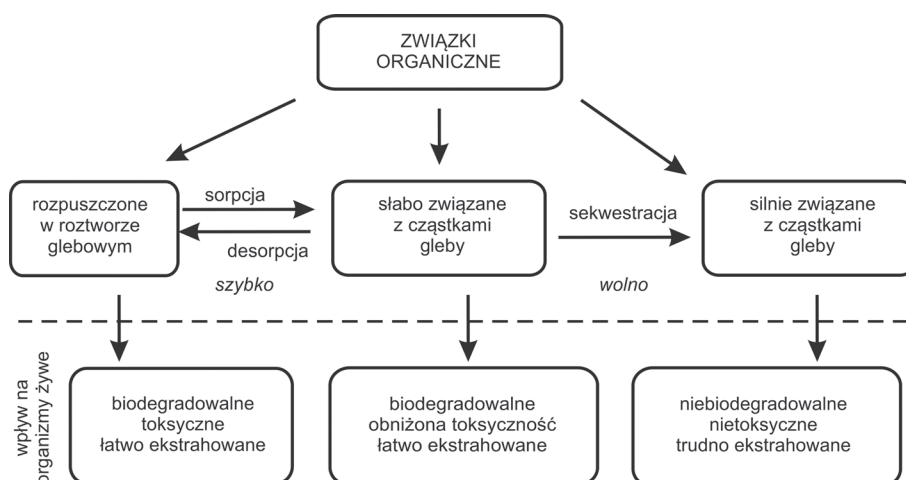 ZWIĄZKI
ORGANICZNE
rozpuszczone
w roztworze
glebowym
sorpcja
desorpcja
szybko
słabo związane
z cząstkami
gleby
sekwestracja
wolno
silnie związane
z cząstkami
gleby
wpływ na
organizmy żywe
biodegradowalne
toksyczne
łatwo ekstrahowane
biodegradowalne
obniżona toksyczność
łatwo ekstrahowane
niebiodegradowalne
nietoksyczne
trudno ekstrahowane